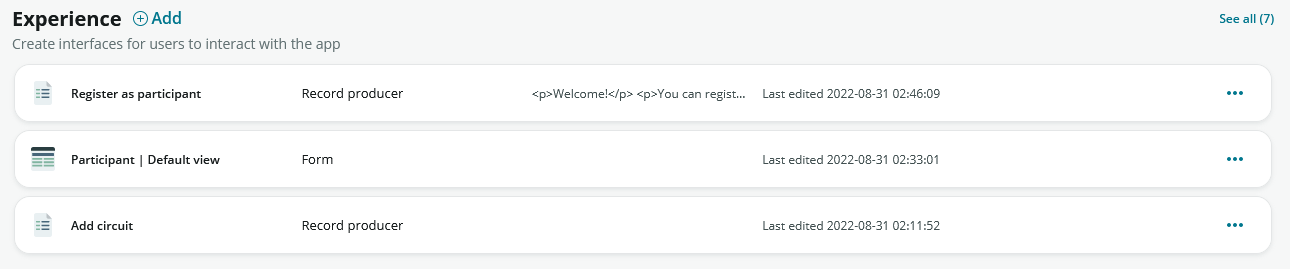 Experience Add See all (7)
Create interfaces for users to interact with the app
Register as participant Record producer <p>Welcome!</p> <p>You can regist... Last edited 2022-08-31 02:46:09
Participant | Default view Form Last edited 2022-08-31 02:33:01
Add circuit Record producer Last edited 2022-08-31 02:11:52